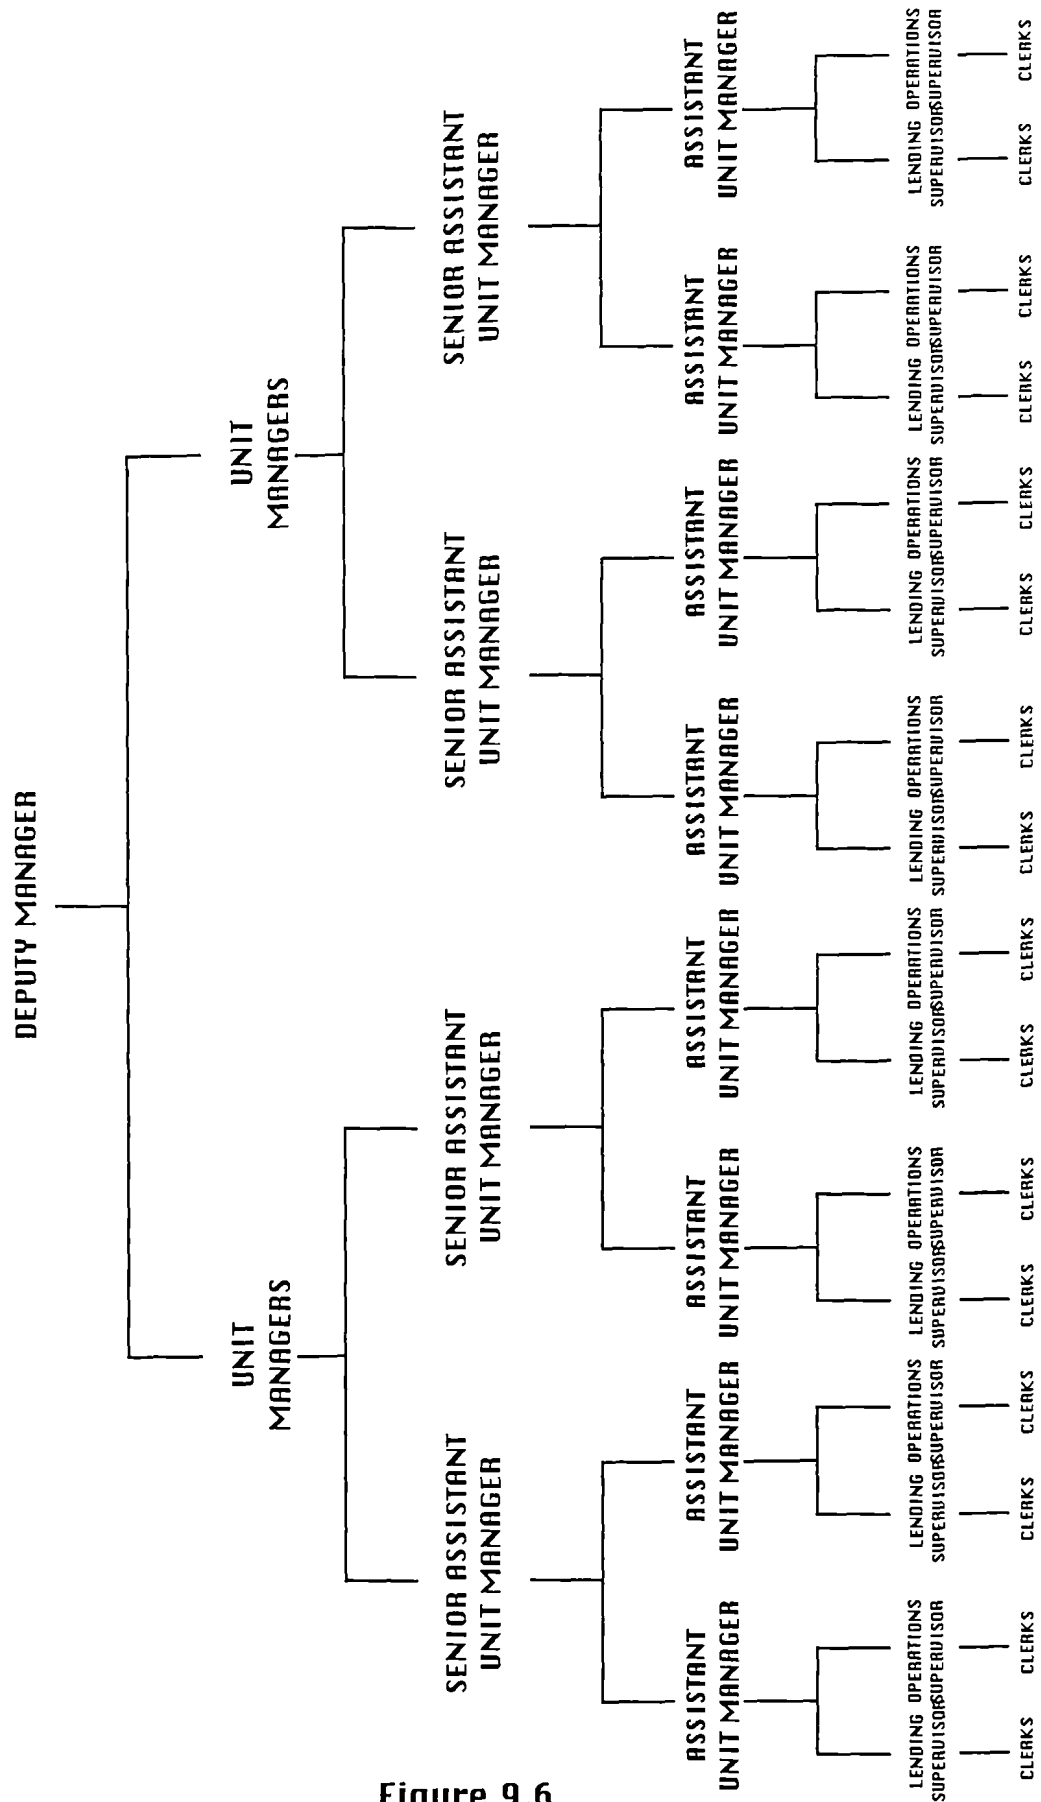 DEPUTY MANAGER
UNIT
MANAGERS
UNIT
MANAGERS
SENIOR ASSISTANT
UNIT MANAGER
SENIOR ASSISTANT
UNIT MANAGER
SENIOR ASSISTANT
UNIT MANAGER
SENIOR ASSISTANT
UNIT MANAGER
ASSISTANT
UNIT MANAGER
ASSISTANT
UNIT MANAGER
ASSISTANT
UNIT MANAGER
ASSISTANT
UNIT MANAGER
ASSISTANT
UNIT MANAGER
ASSISTANT
UNIT MANAGER
ASSISTANT
UNIT MANAGER
ASSISTANT
UNIT MANAGER
LENDING OPERATIONS
SUPERVISOR SUPERVISOR
LENDING OPERATIONS
SUPERVISOR SUPERVISOR
LENDING OPERATIONS
SUPERVISOR SUPERVISOR
LENDING OPERATIONS
SUPERVISOR SUPERVISOR
LENDING OPERATIONS
SUPERVISOR SUPERVISOR
LENDING OPERATIONS
SUPERVISOR SUPERVISOR
LENDING OPERATIONS
SUPERVISOR SUPERVISOR
LENDING OPERATIONS
SUPERVISOR SUPERVISOR
CLERKS CLERKS
CLERKS CLERKS
CLERKS CLERKS
CLERKS CLERKS
CLERKS CLERKS
CLERKS CLERKS
CLERKS CLERKS
CLERKS CLERKS
Figure 9.6